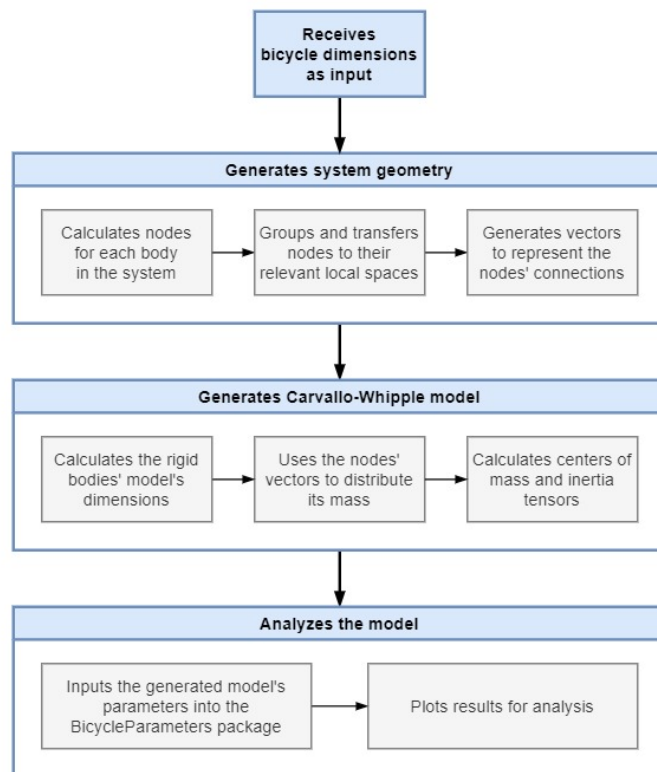 Receives
bicycle dimensions
as input
Generates system geometry
Calculates nodes
for each body
in the system
Groups and transfers
nodes to their
relevant local spaces
Generates vectors
to represent the
nodes' connections
Generates Carvallo-Whipple model
Calculates the rigid
bodies' model's
dimensions
Uses the nodes'
vectors to distribute
its mass
Calculates centers of
mass and inertia
tensors
Analyzes the model
Inputs the generated model's
parameters into the
BicycleParameters package
Plots results for analysis